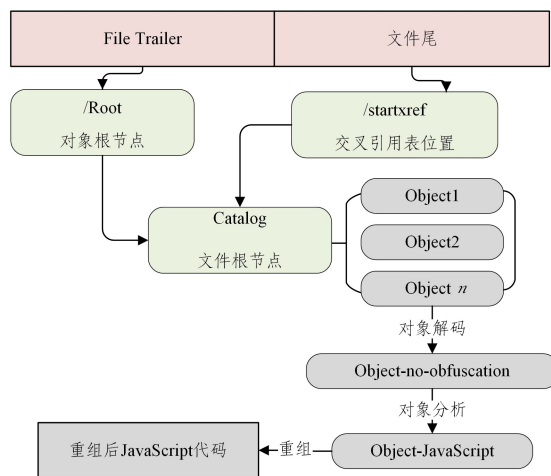 File Trailer
文件尾
/Root
对象根节点
/startxref
交叉引用表位置
Catalog
文件根节点
Object1
Object2
Object n
对象解码
Object-no-obfuscation
对象分析
Object-JavaScript
重组
重组后JavaScript代码